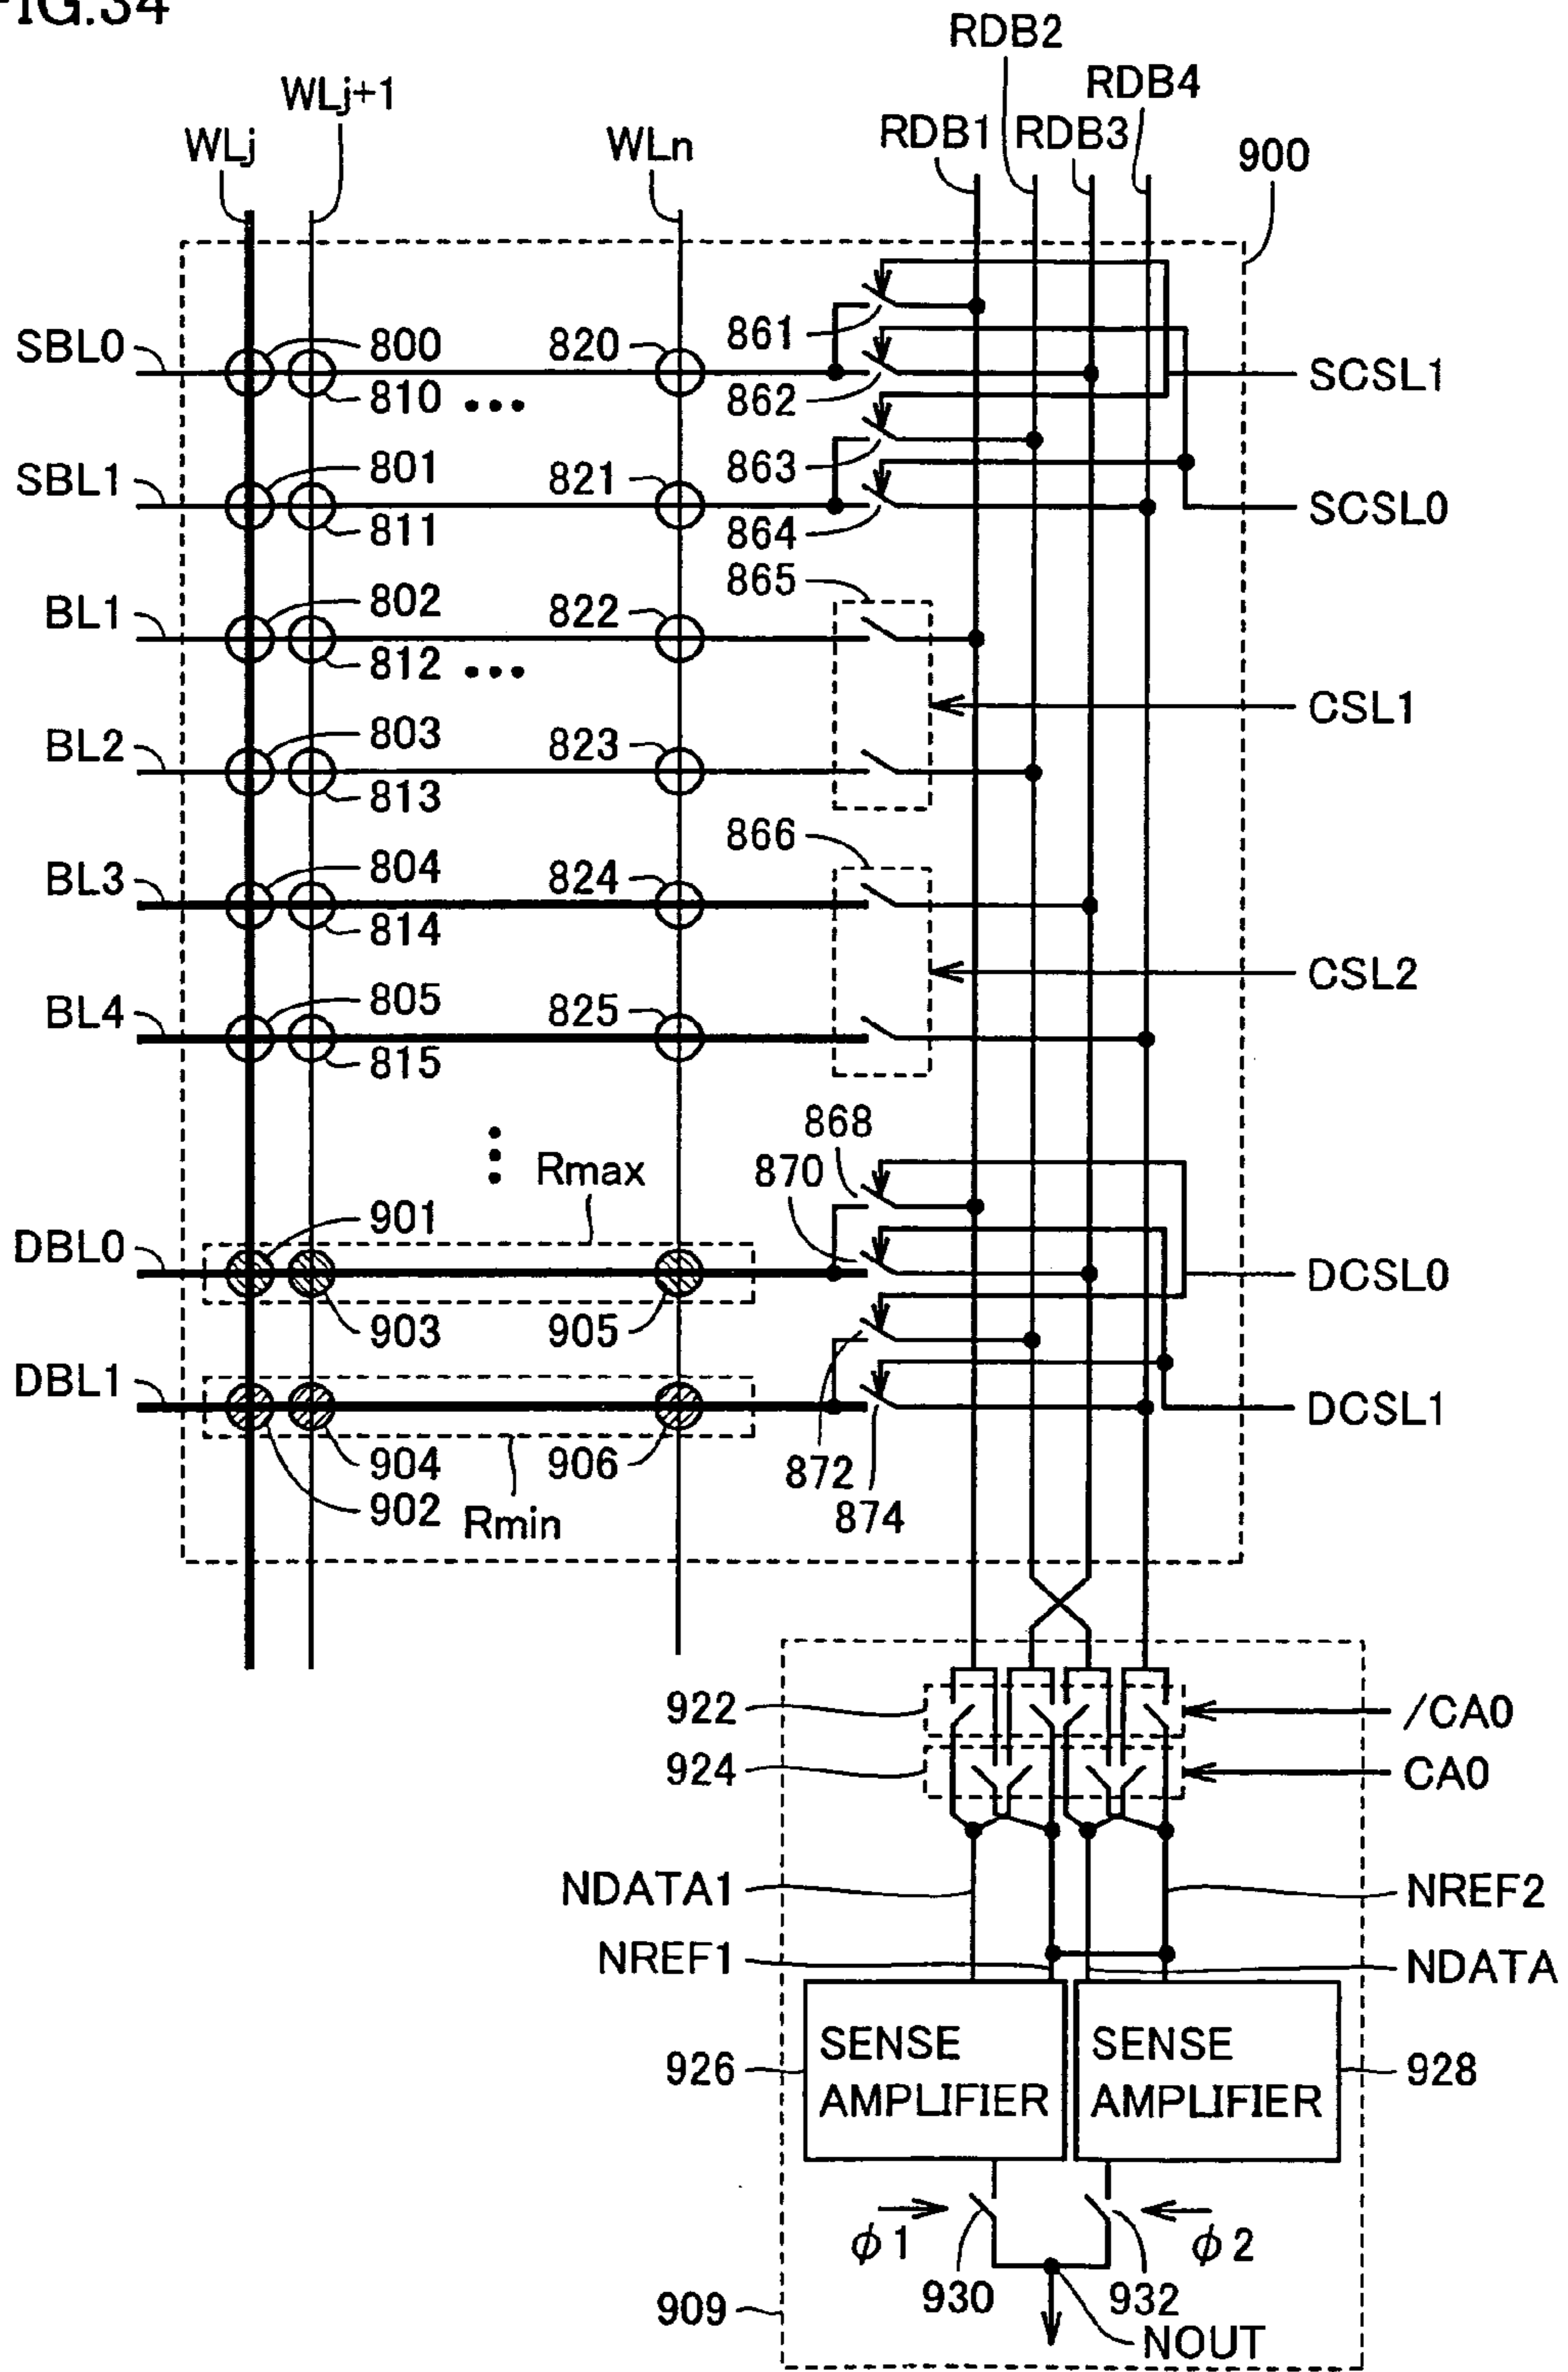 FIG.34
RDB2
WLj+1
RDB4
WLj
WLn
RDB1
RDB3
900
SBL0
800
820
861
SCSL1
810
...
862
SBL1
801
821
863
SCSL0
811
864
865
BL1
802
822
812
...
CSL1
BL2
803
823
813
866
BL3
804
824
814
CSL2
BL4
805
825
815
868
Rmax
870
DBL0
901
DCSL0
903
905
DBL1
DCSL1
904
906
872
902
Rmin
874
922
/CA0
924
CA0
NDATA1
NREF2
NREF1
NDATA
926
SENSE
AMPLIFIER
SENSE
AMPLIFIER
928
φ1
φ2
930
932
909
NOUT